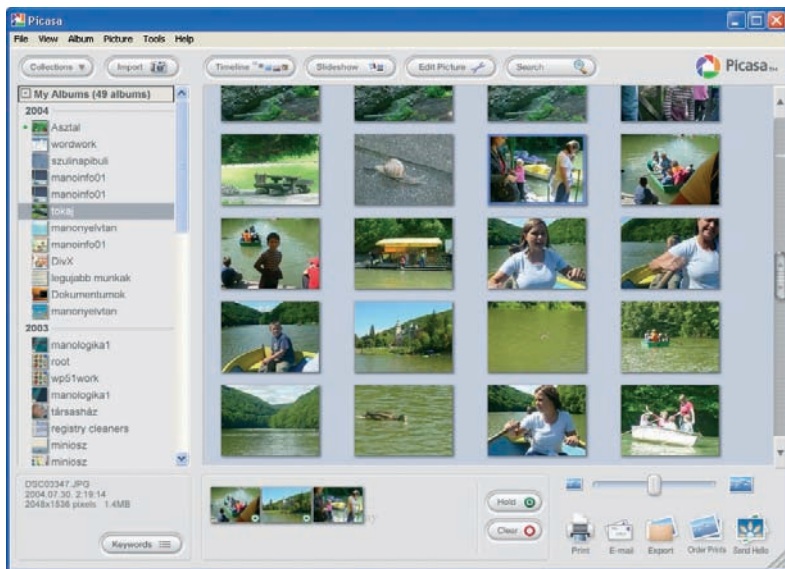 Picasa
File View Album Picture Tools Help
Collections Import Timeline Slideshow Edit Picture Search Picasa
My Albums (49 albums)
2004
Asztal
wordwork
szulinapibuli
manoinfo01
manoinfo01
tokaj
manonyelvtan
manoinfo01
DivX
legujabb munkak
Dokumentumok
manonyelvtan
2003
manologika1
root
wp51work
manologika1
társasház
registry cleaners
miniosz
miniosz
DSC03347.JPG
2004.07.30. 2:19:14
2048x1536 pixels 1.4MB
Keywords
Hold
Clear
Print E-mail Export Order Prints Send Hello